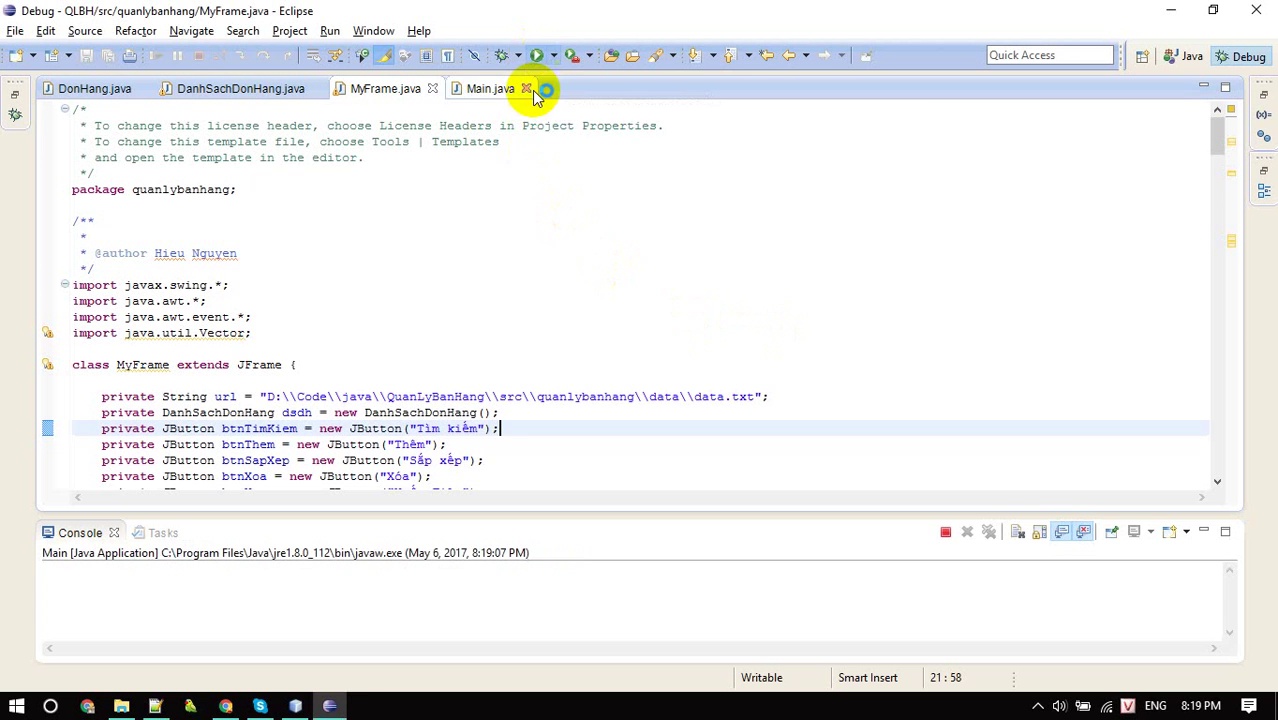 Debug - QLBH/src/quanlybanhang/MyFrame.java - Eclipse
File Edit Source Refactor Navigate Search Project Run Window Help
Quick Access
Java
Debug
DonHang.java
DanhSachDonHang.java
MyFrame.java
Main.java
/*
* To change this license header, choose License Headers in Project Properties.
* To change this template file, choose Tools | Templates
* and open the template in the editor.
*/
package quanlybanhang;
/**
*
* @author Hieu Nguyen
*/
import javax.swing.*;
import java.awt.*;
import java.awt.event.*;
import java.util.Vector;
class MyFrame extends JFrame {
private String url = "D:\\Code\\java\\QuanLyBanHang\\src\\quanlybanhang\\data\\data.txt";
private DanhSachDonHang dsdh = new DanhSachDonHang();
private JButton btnTimKiem = new JButton("Tìm kiếm");
private JButton btnThem = new JButton("Thêm");
private JButton btnSapXep = new JButton("Sắp xếp");
private JButton btnXoa = new JButton("Xóa");
Console
Tasks
Main [Java Application] C:\Program Files\Java\jre1.8.0_112\bin\javaw.exe (May 6, 2017, 8:19:07 PM)
Writable
Smart Insert
21 : 58
V
ENG
8:19 PM